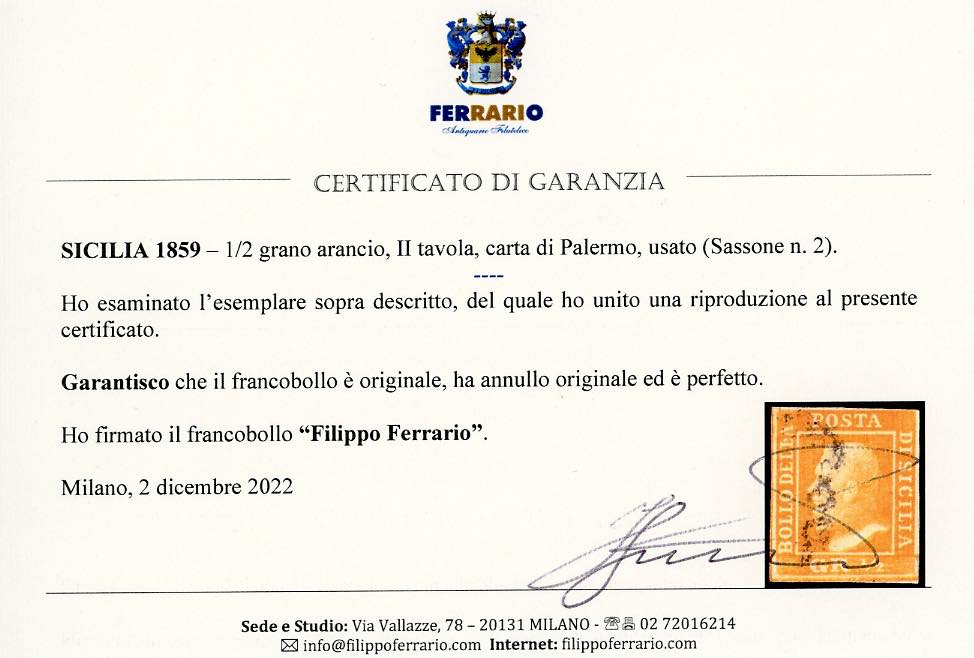 FERRARIO
Antiquario Filatelico
CERTIFICATO DI GARANZIA
SICILIA 1859 – 1/2 grano arancio, II tavola, carta di Palermo, usato (Sassone n. 2).
----
Ho esaminato l’esemplare sopra descritto, del quale ho unito una riproduzione al presente
certificato.
Garantisco che il francobollo è originale, ha annullo originale ed è perfetto.
Ho firmato il francobollo “Filippo Ferrario”.
Milano, 2 dicembre 2022
BOLLO DELLA
POSTA
DI SICILIA
GR. 1/2
Sede e Studio: Via Vallazze, 78 – 20131 MILANO - 02 72016214
info@filippoferrario.com Internet: filippoferrario.com